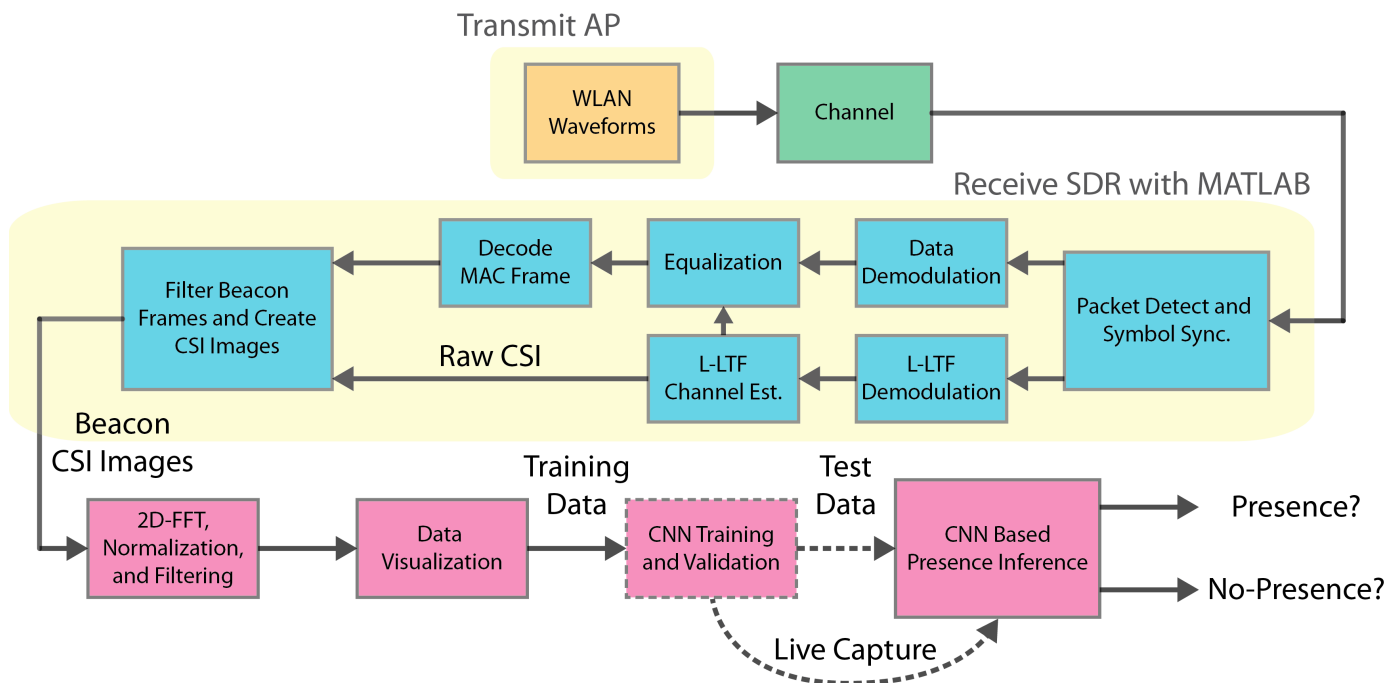 Transmit AP
WLAN
Waveforms
Channel
Receive SDR with MATLAB
Filter Beacon
Frames and Create
CSI Images
Decode
MAC Frame
Equalization
Data
Demodulation
Packet Detect and
Symbol Sync.
Raw CSI
L-LTF
Channel Est.
L-LTF
Demodulation
Beacon
CSI Images
2D-FFT,
Normalization,
and Filtering
Data
Visualization
Training
Data
CNN Training
and Validation
Test
Data
CNN Based
Presence Inference
Presence?
No-Presence?
Live Capture